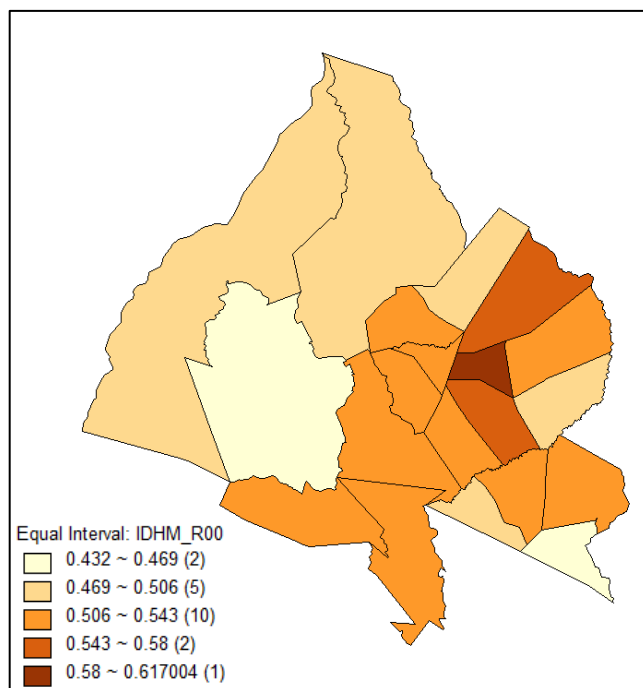 Equal Interval: IDHM_R00
0.432 ~ 0.469 (2)
0.469 ~ 0.506 (5)
0.506 ~ 0.543 (10)
0.543 ~ 0.58 (2)
0.58 ~ 0.617004 (1)